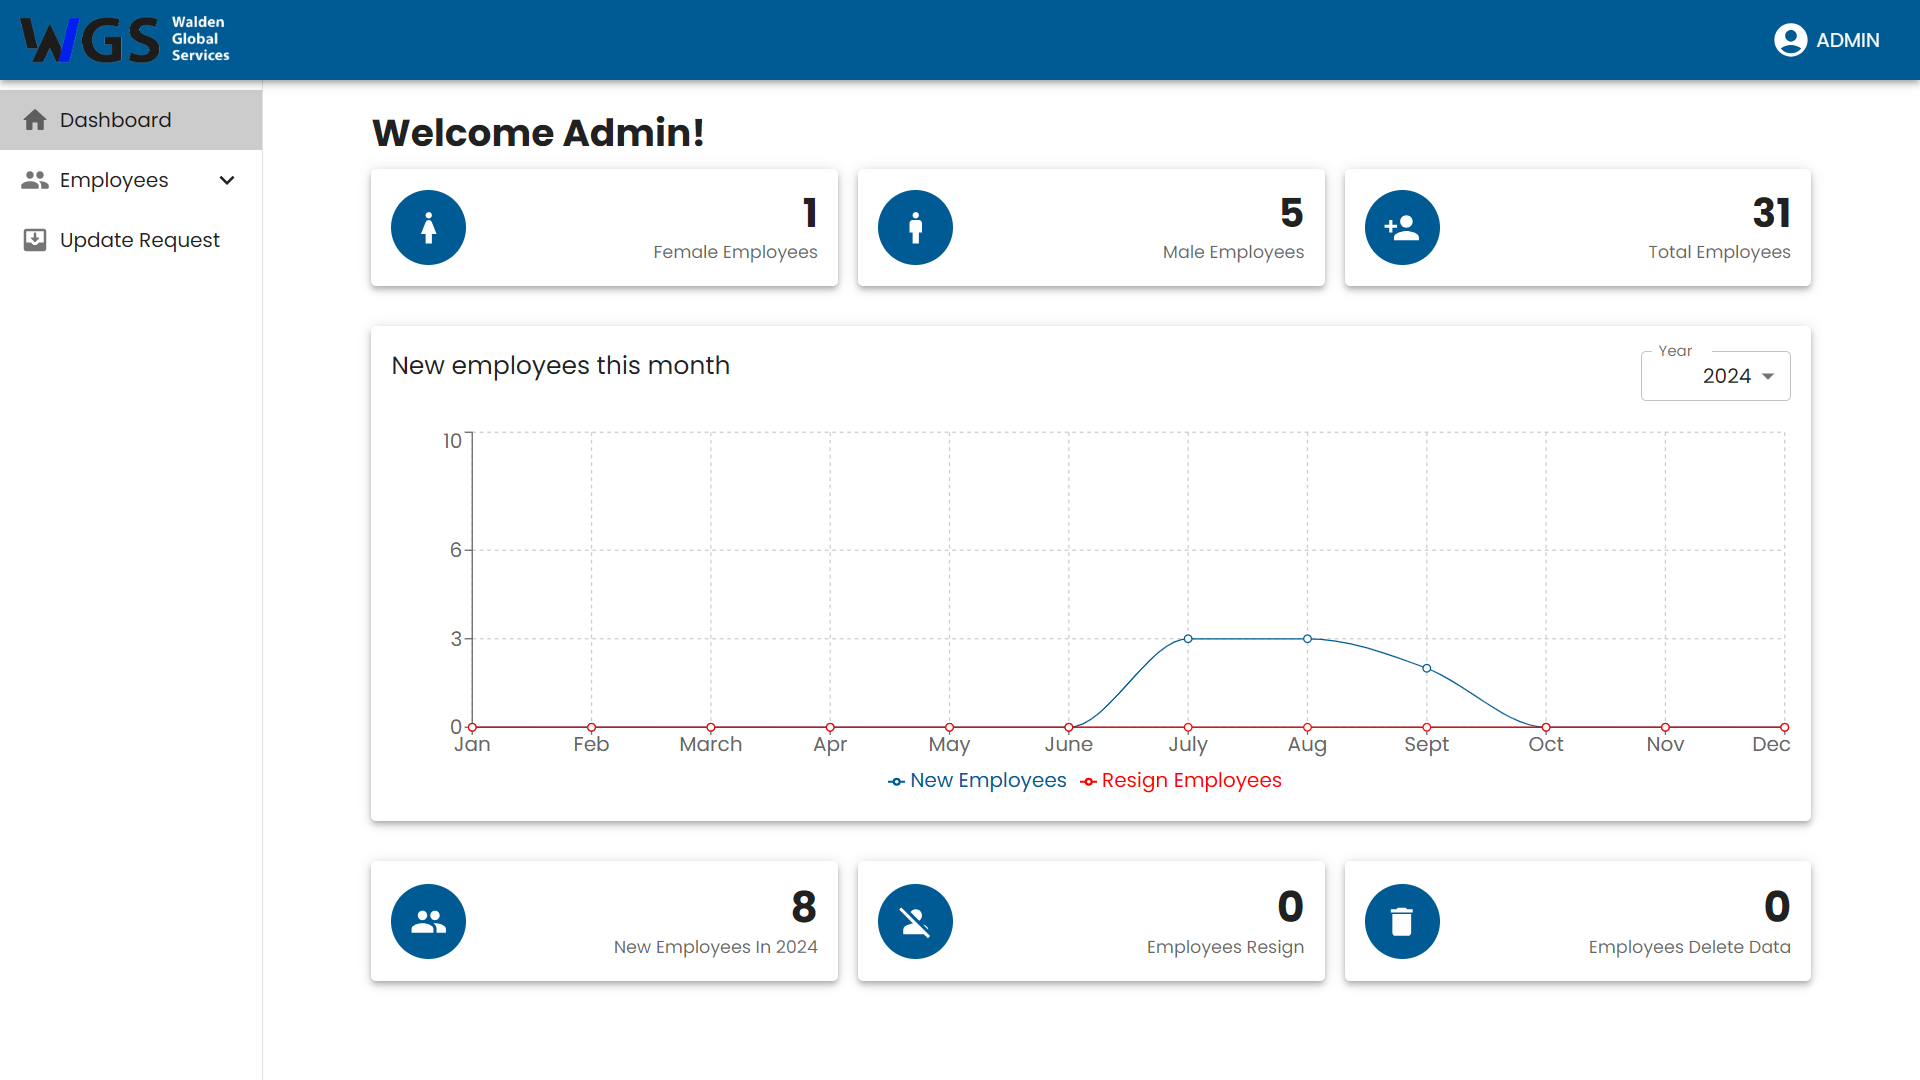 WGS
Walden
Global
Services
ADMIN
Dashboard
Employees
Update Request
Welcome Admin!
1
Female Employees
5
Male Employees
31
Total Employees
New employees this month
Year
2024
10
6
3
0
Jan Feb March Apr May June July Aug Sept Oct Nov Dec
New Employees Resign Employees
8
New Employees In 2024
0
Employees Resign
0
Employees Delete Data